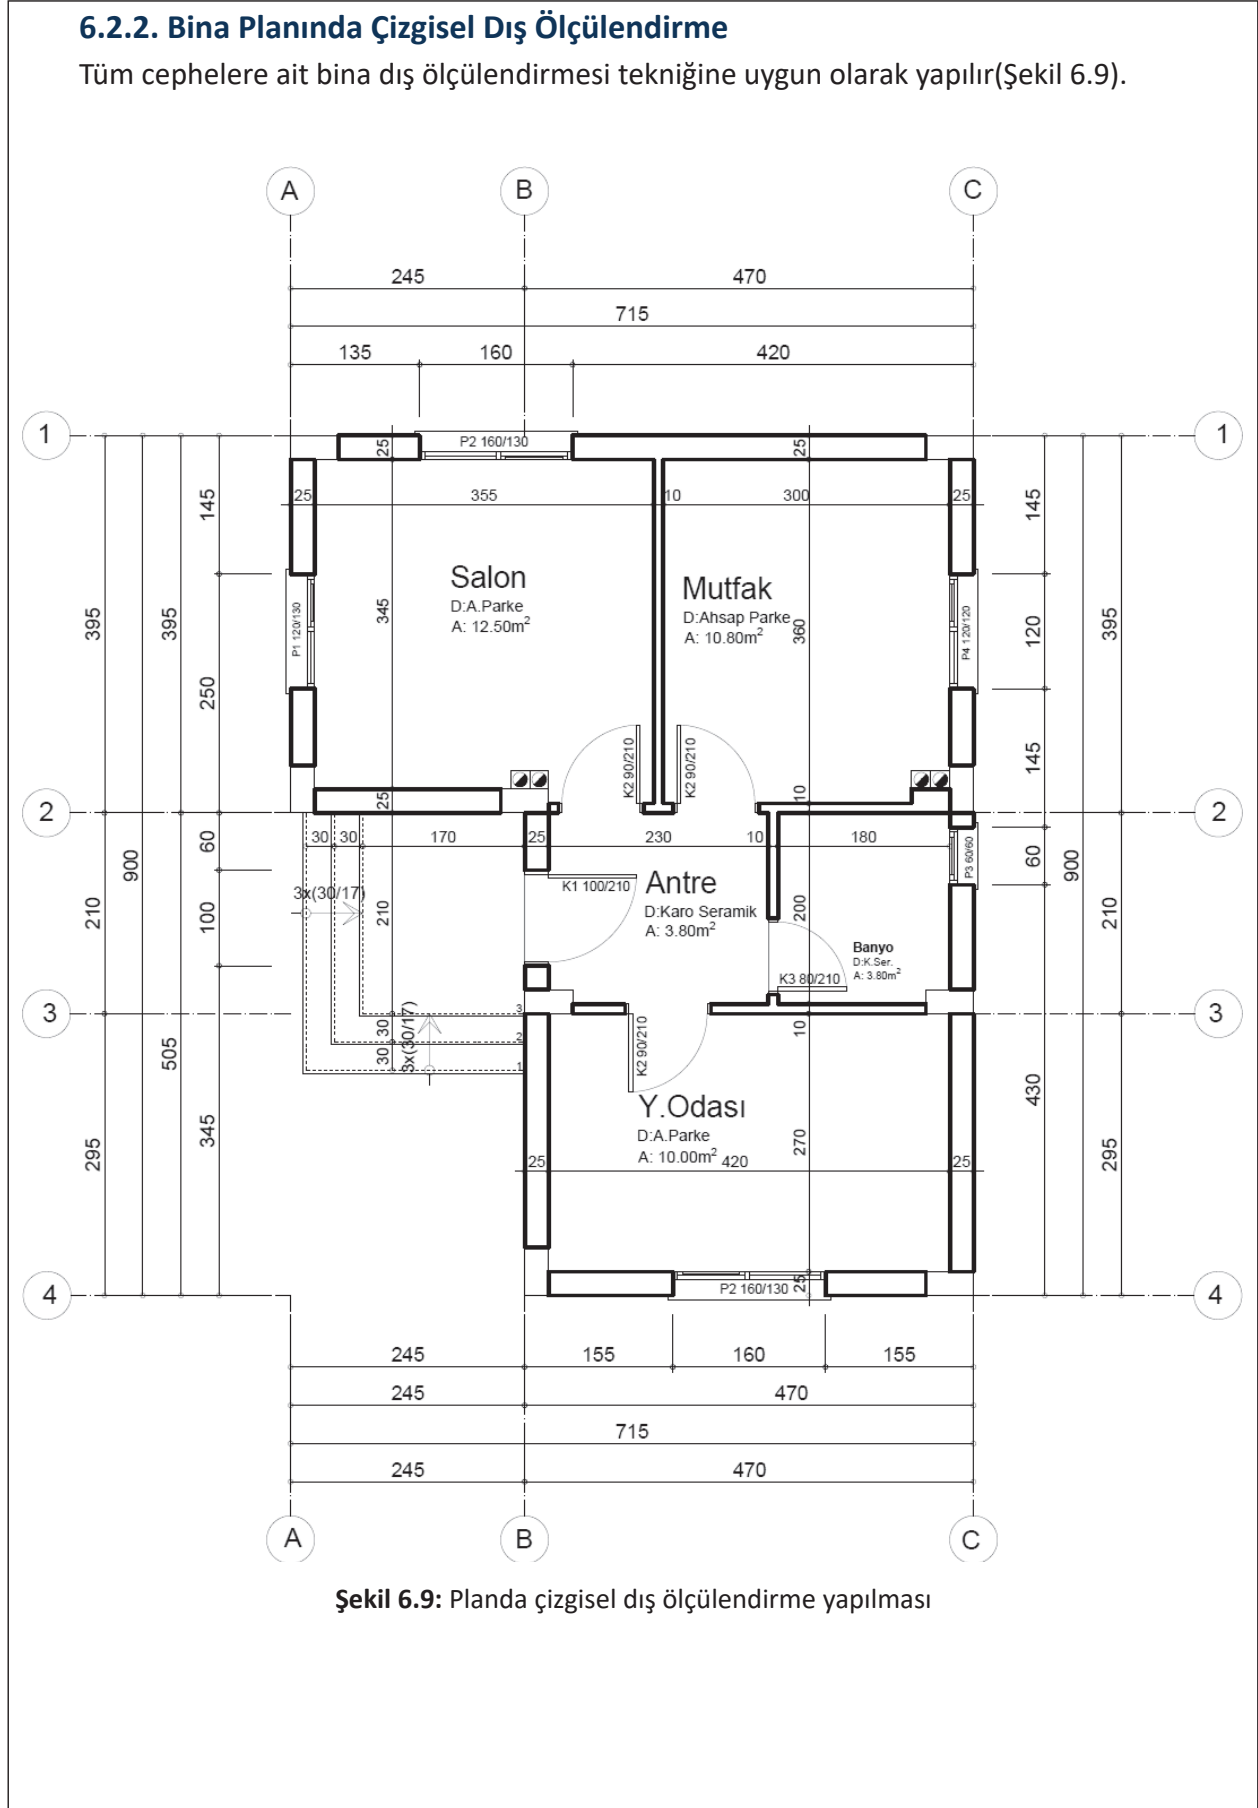 6.2.2. Bina Planında Çizgisel Dış Ölçülendirme
Tüm cephelere ait bina dış ölçülendirmesi tekniğine uygun olarak yapılır(Şekil 6.9).
A B C
245 470
715
135 160 420
1 1
25 P2 160/130 25
25 355 10 300 25
145 145
Salon
D:A.Parke
A: 12.50m²
Mutfak
D:Ahsap Parke
A: 10.80m²
395 395 345 360 120 395
P1 120/130 P4 120/120
250
K2 90/210 K2 90/210
145
25 10
2 2
30 30 170 25 230 10 180
60 60 P3 60/60
900 900
3x(30/17)
K1 100/210
Antre
D:Karo Seramik
A: 3.80m²
210 100 210 200 210
Banyo
D:K.Ser.
A: 3.80m²
K3 80/210
3 3
3
2
1
30
30
3x(30/17)
K2 90/210
10
505
345
430
Y.Odası
D:A.Parke
A: 10.00m²
295 270 295
25 420 25
4 4
P2 160/130 25
245 155 160 155
245 470
715
245 470
A B C
Şekil 6.9: Planda çizgisel dış ölçülendirme yapılması